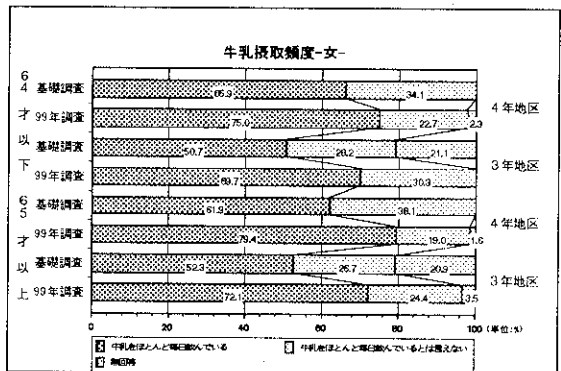 牛乳摂取頻度-女-
64才以下
基礎調査 65.9 34.1
99年調査 75.0 22.7 2.3
4年地区
基礎調査 50.7 28.2 21.1
99年調査 69.7 30.3
3年地区
65才以上
基礎調査 61.9 38.1
99年調査 79.4 19.0 1.6
4年地区
基礎調査 52.3 26.7 20.9
99年調査 72.1 24.4 3.5
3年地区
0 20 40 60 80 100 (単位:%)
牛乳をほとんど毎日飲んでいる 牛乳をほとんど毎日飲んでいるとは言えない
無回答